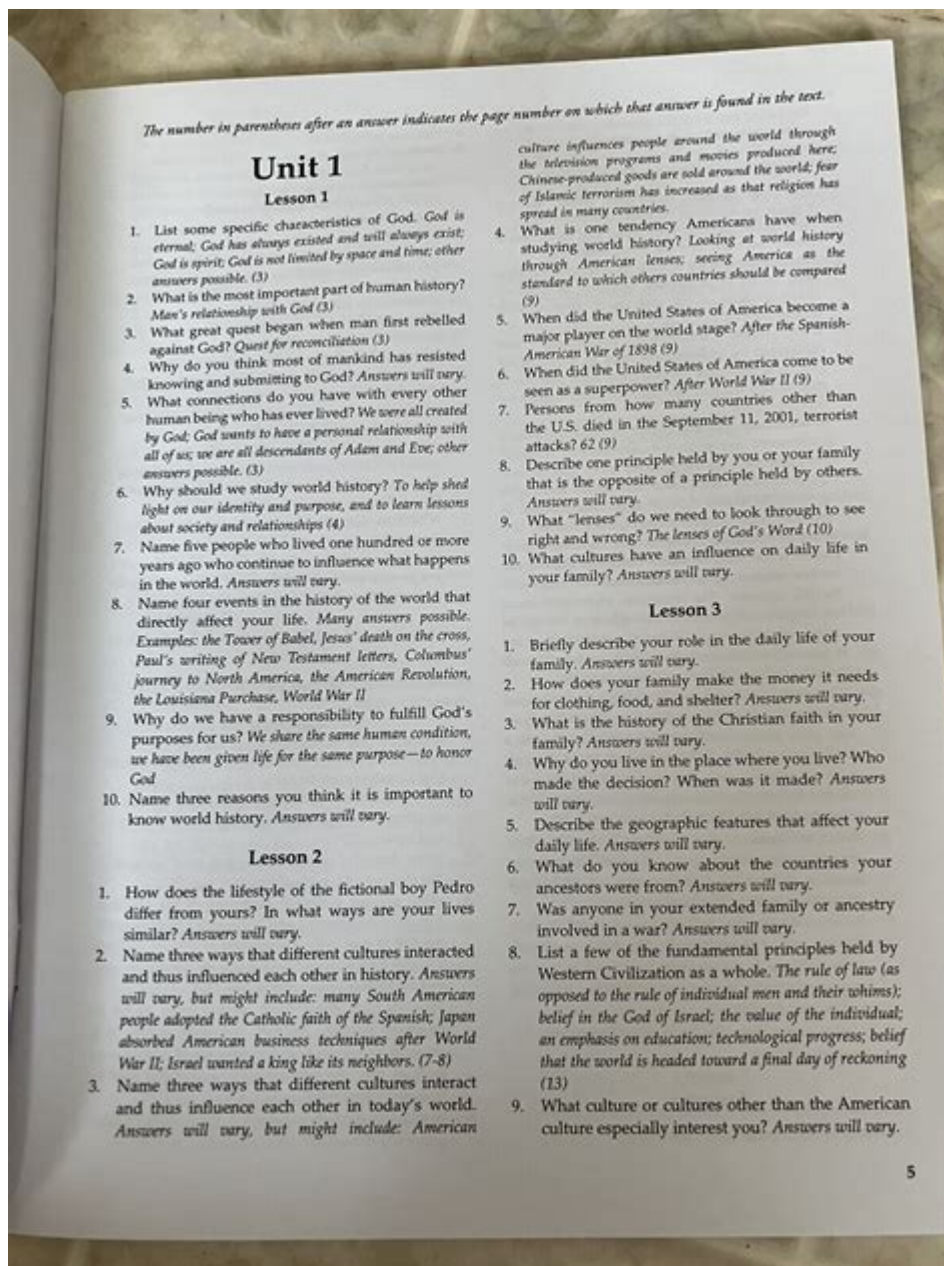 The number in parentheses after an answer indicates the page number on which that answer is found in the text.
Unit 1
Lesson 1
1. List some specific characteristics of God. God is
eternal; God has always existed and will always exist;
God is spirit; God is not limited by space and time; other
answers possible. (3)
2. What is the most important part of human history?
Man's relationship with God (3)
3. What great quest began when man first rebelled
against God? Quest for reconciliation (3)
4. Why do you think most of mankind has resisted
knowing and submitting to God? Answers will vary.
5. What connections do you have with every other
human being who has ever lived? We were all created
by God; God wants to have a personal relationship with
all of us; we are all descendants of Adam and Eve; other
answers possible. (3)
6. Why should we study world history? To help shed
light on our identity and purpose, and to learn lessons
about society and relationships (4)
7. Name five people who lived one hundred or more
years ago who continue to influence what happens
in the world. Answers will vary.
8. Name four events in the history of the world that
directly affect your life. Many answers possible.
Examples: the Tower of Babel, Jesus' death on the cross,
Paul's writing of New Testament letters, Columbus'
journey to North America, the American Revolution,
the Louisiana Purchase, World War II
9. Why do we have a responsibility to fulfill God's
purposes for us? We share the same human condition,
we have been given life for the same purpose—to honor
God
10. Name three reasons you think it is important to
know world history. Answers will vary.
Lesson 2
1. How does the lifestyle of the fictional boy Pedro
differ from yours? In what ways are your lives
similar? Answers will vary.
2. Name three ways that different cultures interacted
and thus influenced each other in history. Answers
will vary, but might include: many South American
people adopted the Catholic faith of the Spanish; Japan
absorbed American business techniques after World
War II; Israel wanted a king like its neighbors. (7-8)
3. Name three ways that different cultures interact
and thus influence each other in today's world.
Answers will vary, but might include: American
culture influences people around the world through
the television programs and movies produced here;
Chinese-produced goods are sold around the world; fear
of Islamic terrorism has increased as that religion has
spread in many countries.
4. What is one tendency Americans have when
studying world history? Looking at world history
through American lenses; seeing America as the
standard to which others countries should be compared
(9)
5. When did the United States of America become a
major player on the world stage? After the Spanish-
American War of 1898 (9)
6. When did the United States of America come to be
seen as a superpower? After World War II (9)
7. Persons from how many countries other than
the U.S. died in the September 11, 2001, terrorist
attacks? 62 (9)
8. Describe one principle held by you or your family
that is the opposite of a principle held by others.
Answers will vary.
9. What "lenses" do we need to look through to see
right and wrong? The lenses of God's Word (10)
10. What cultures have an influence on daily life in
your family? Answers will vary.
Lesson 3
1. Briefly describe your role in the daily life of your
family. Answers will vary.
2. How does your family make the money it needs
for clothing, food, and shelter? Answers will vary.
3. What is the history of the Christian faith in your
family? Answers will vary.
4. Why do you live in the place where you live? Who
made the decision? When was it made? Answers
will vary.
5. Describe the geographic features that affect your
daily life. Answers will vary.
6. What do you know about the countries your
ancestors were from? Answers will vary.
7. Was anyone in your extended family or ancestry
involved in a war? Answers will vary.
8. List a few of the fundamental principles held by
Western Civilization as a whole. The rule of law (as
opposed to the rule of individual men and their whims);
belief in the God of Israel; the value of the individual;
an emphasis on education; technological progress; belief
that the world is headed toward a final day of reckoning
(13)
9. What culture or cultures other than the American
culture especially interest you? Answers will vary.
5